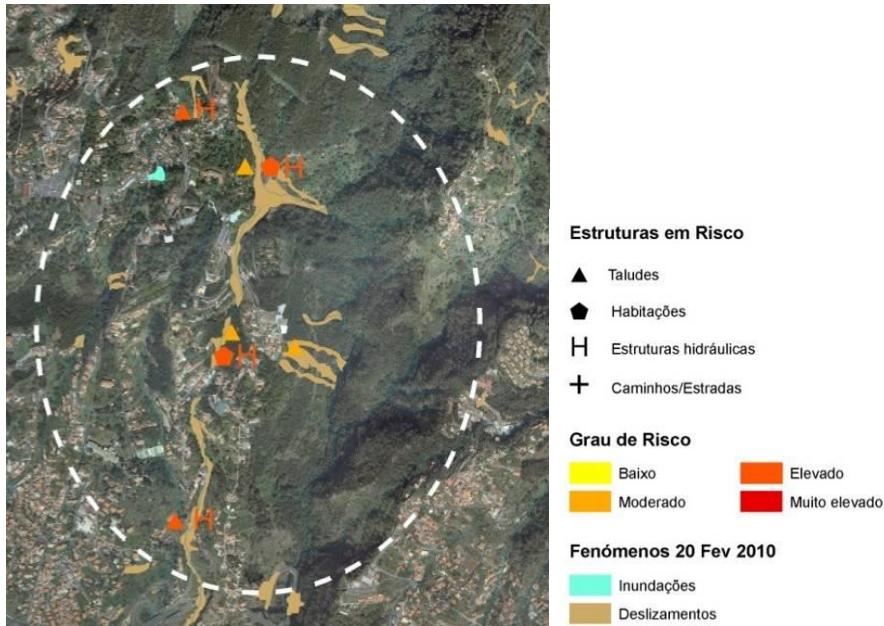 Estruturas em Risco
Taludes
Habitações
Estruturas hidráulicas
Caminhos/Estradas
Grau de Risco
Baixo
Elevado
Moderado
Muito elevado
Fenómenos 20 Fev 2010
Inundações
Deslizamentos